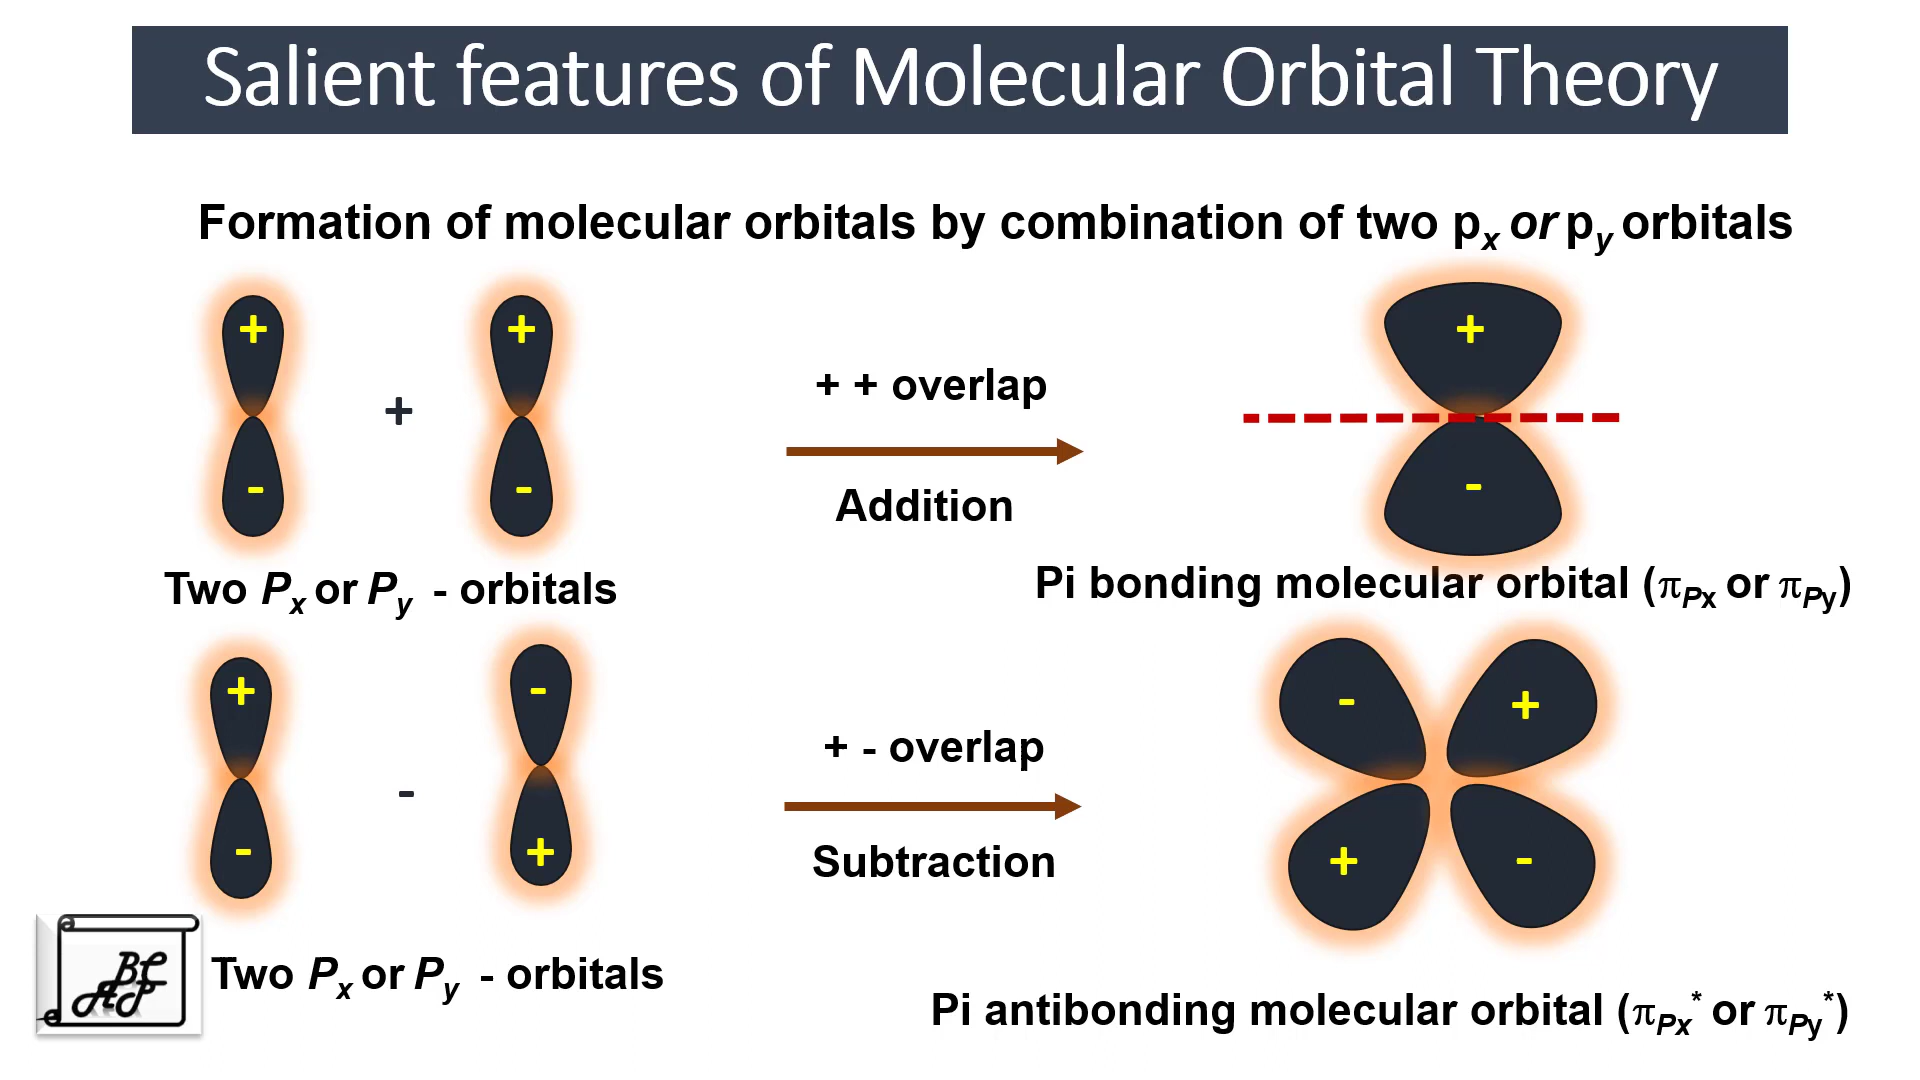 Salient features of Molecular Orbital Theory
Formation of molecular orbitals by combination of two px or py orbitals
+ + +
+ + + overlap
- - Addition -
Two Px or Py - orbitals
Pi bonding molecular orbital (πPx or πPy)
+ - - +
- + - overlap
- + Subtraction + -
Two Px or Py - orbitals
BC
AP
Pi antibonding molecular orbital (πPx* or πPy*)